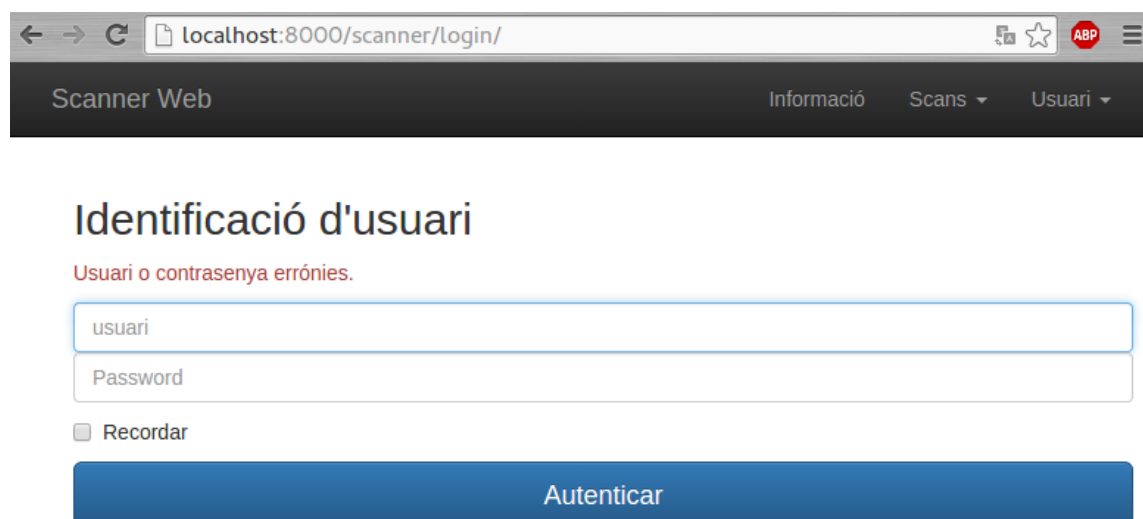 localhost:8000/scanner/login/
ABP
Scanner Web Informació Scans Usuari
Identificació d'usuari
Usuari o contrasenya errónies.
usuari
Password
Recordar
Autenticar